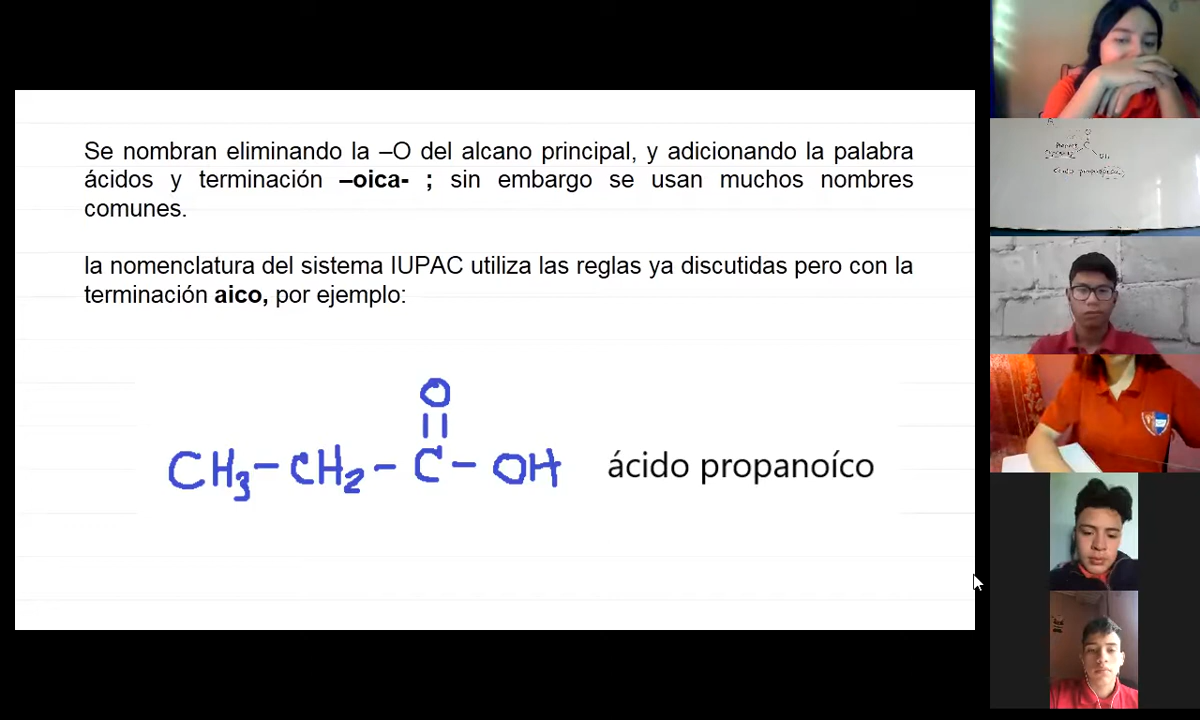 Se nombran eliminando la –O del alcano principal, y adicionando la palabra
ácidos y terminación –oica- ; sin embargo se usan muchos nombres
comunes.
la nomenclatura del sistema IUPAC utiliza las reglas ya discutidas pero con la
terminación aico, por ejemplo:
O
CH3-CH2-C-OH ácido propanoíco